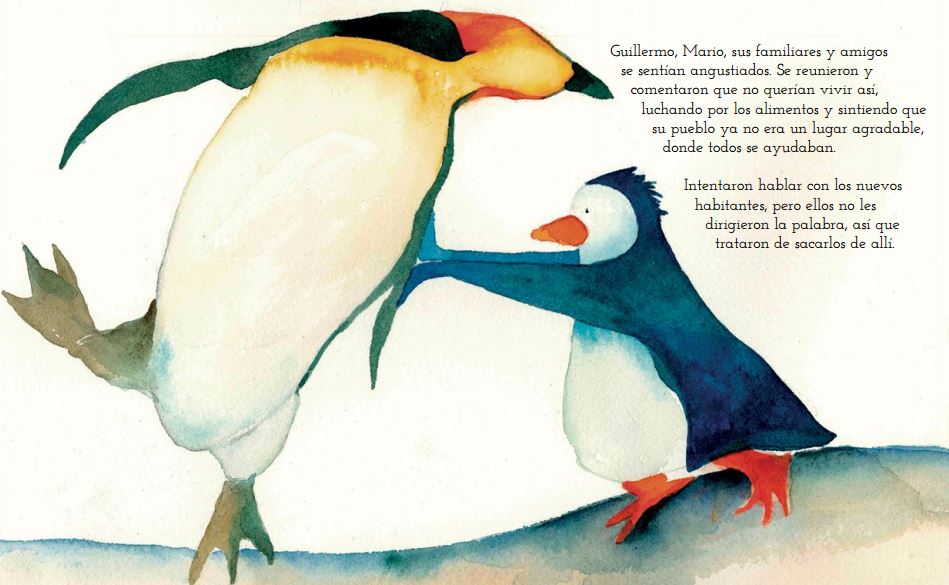 Guillermo, Mario, sus familiares y amigos
se sentían angustiados. Se reunieron y
comentaron que no querían vivir así,
luchando por los alimentos y sintiendo que
su pueblo ya no era un lugar agradable,
donde todos se ayudaban.
Intentaron hablar con los nuevos
habitantes, pero ellos no les
dirigieron la palabra, así que
trataron de sacarlos de allí.